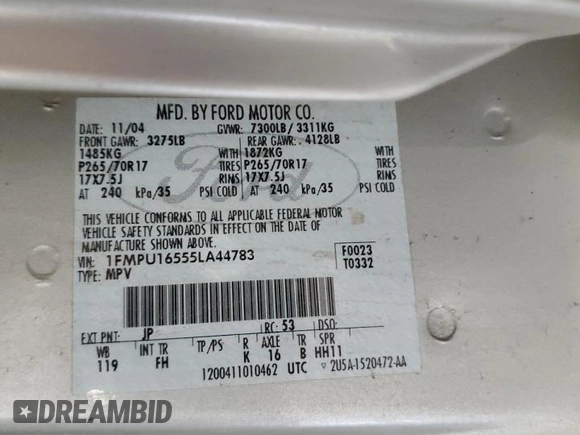 MFD. BY FORD MOTOR CO.
DATE: 11/04 GVWR: 7300LB/ 3311KG
FRONT GAWR: 3275LB REAR GAWR: 4128LB
1485KG WITH 1872KG WITH
P265/70R17 TIRES P265/70R17 TIRES
17X7.5J RIMS 17X7.5J RIMS
AT 240 kPa/35 PSI COLD AT 240 kPa/35 PSI COLD
Ford
THIS VEHICLE CONFORMS TO ALL APPLICABLE FEDERAL MOTOR
VEHICLE SAFETY STANDARDS IN EFFECT ON THE DATE OF
MANUFACTURE SHOWN ABOVE.
VIN: 1FMPU16555LA44783 F0023
TYPE: MPV T0332
EXT PNT: JP RC: 53 DSO:
WB INT TR TP/PS R AXLE TR SPR
119 FH K 16 B HH11
1200411010462 UTC 2U5A-1520472-AA
USABID USABID